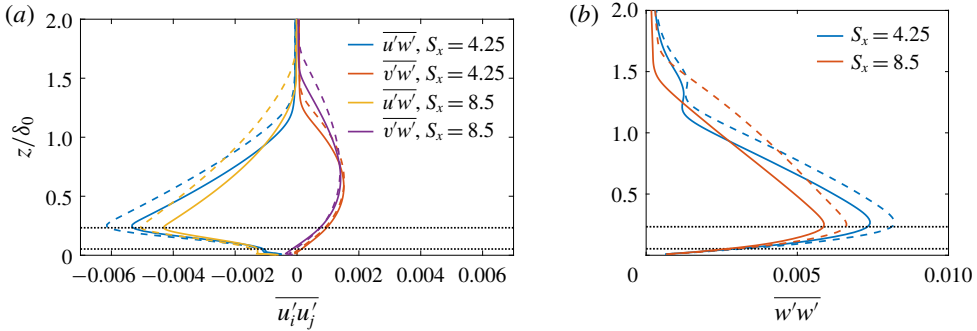 (a)
2.0
1.5
1.0
0.5
0
z/δ₀
−0.006
−0.004
−0.002
0
0.002
0.004
0.006
u′ᵢu′ⱼ
u′w′, Sₓ = 4.25
v′w′, Sₓ = 4.25
u′w′, Sₓ = 8.5
v′w′, Sₓ = 8.5
(b)
2.0
1.5
1.0
0.5
0
0.005
0.010
w′w′
Sₓ = 4.25
Sₓ = 8.5